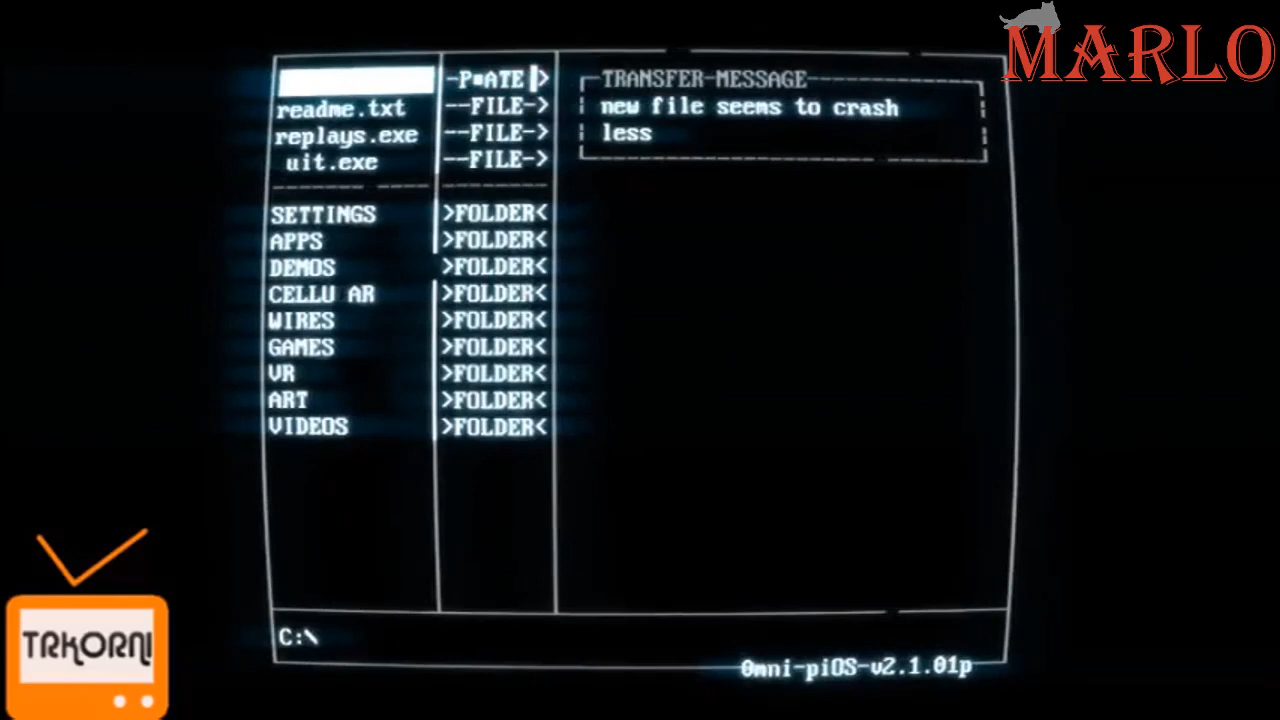 MARLO
-P■ATE |>
TRANSFER-MESSAGE
readme.txt --FILE->
new file seems to crash
replays.exe --FILE->
less
uit.exe --FILE->
SETTINGS >FOLDER<
APPS >FOLDER<
DEMOS >FOLDER<
CELLU AR >FOLDER<
WIRES >FOLDER<
GAMES >FOLDER<
VR >FOLDER<
ART >FOLDER<
VIDEOS >FOLDER<
C:\
TRKORNI
Omni-piOS-v2.1.01p